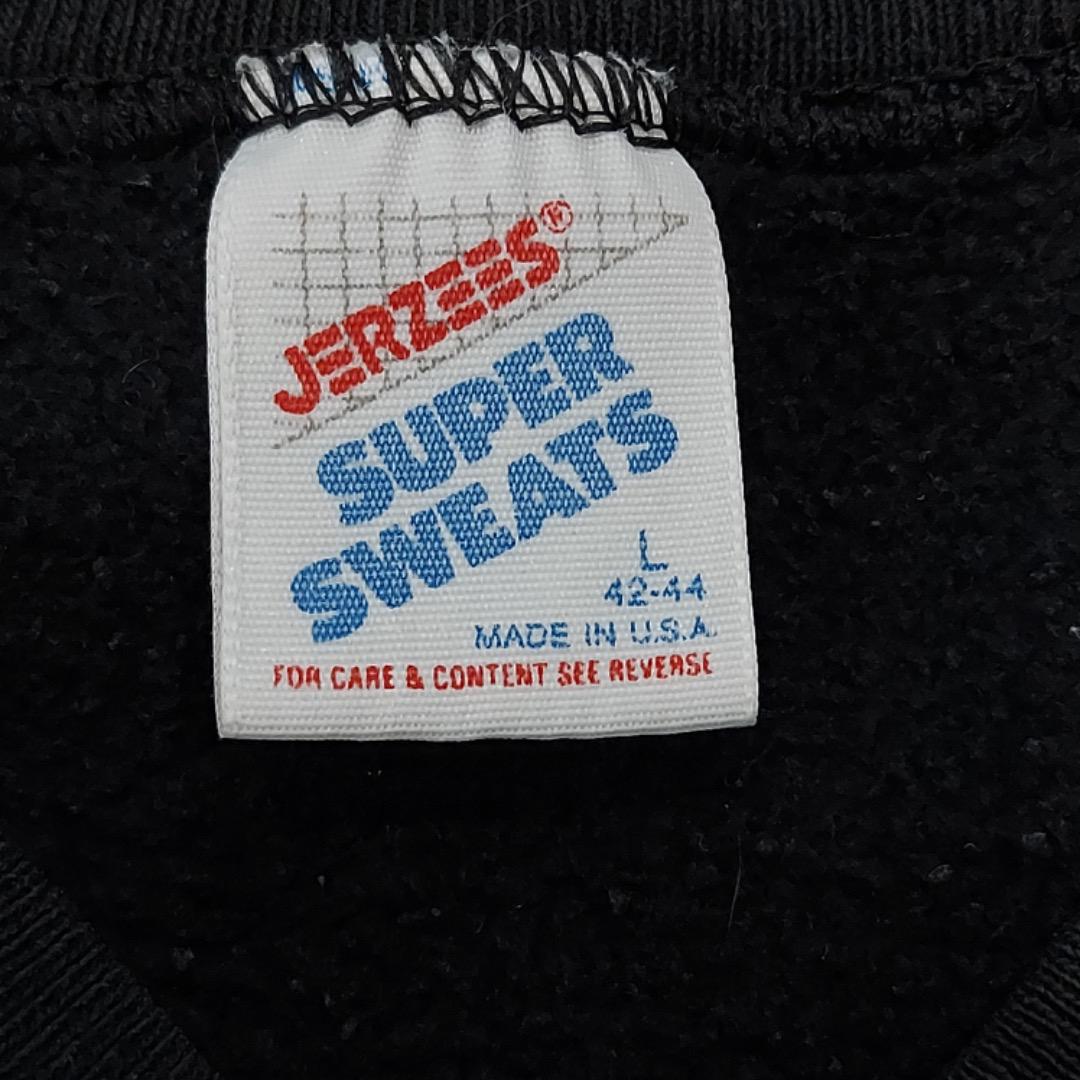 JERZEES®
SUPER
SWEATS
L
42-44
MADE IN U.S.A.
FOR CARE & CONTENT SEE REVERSE